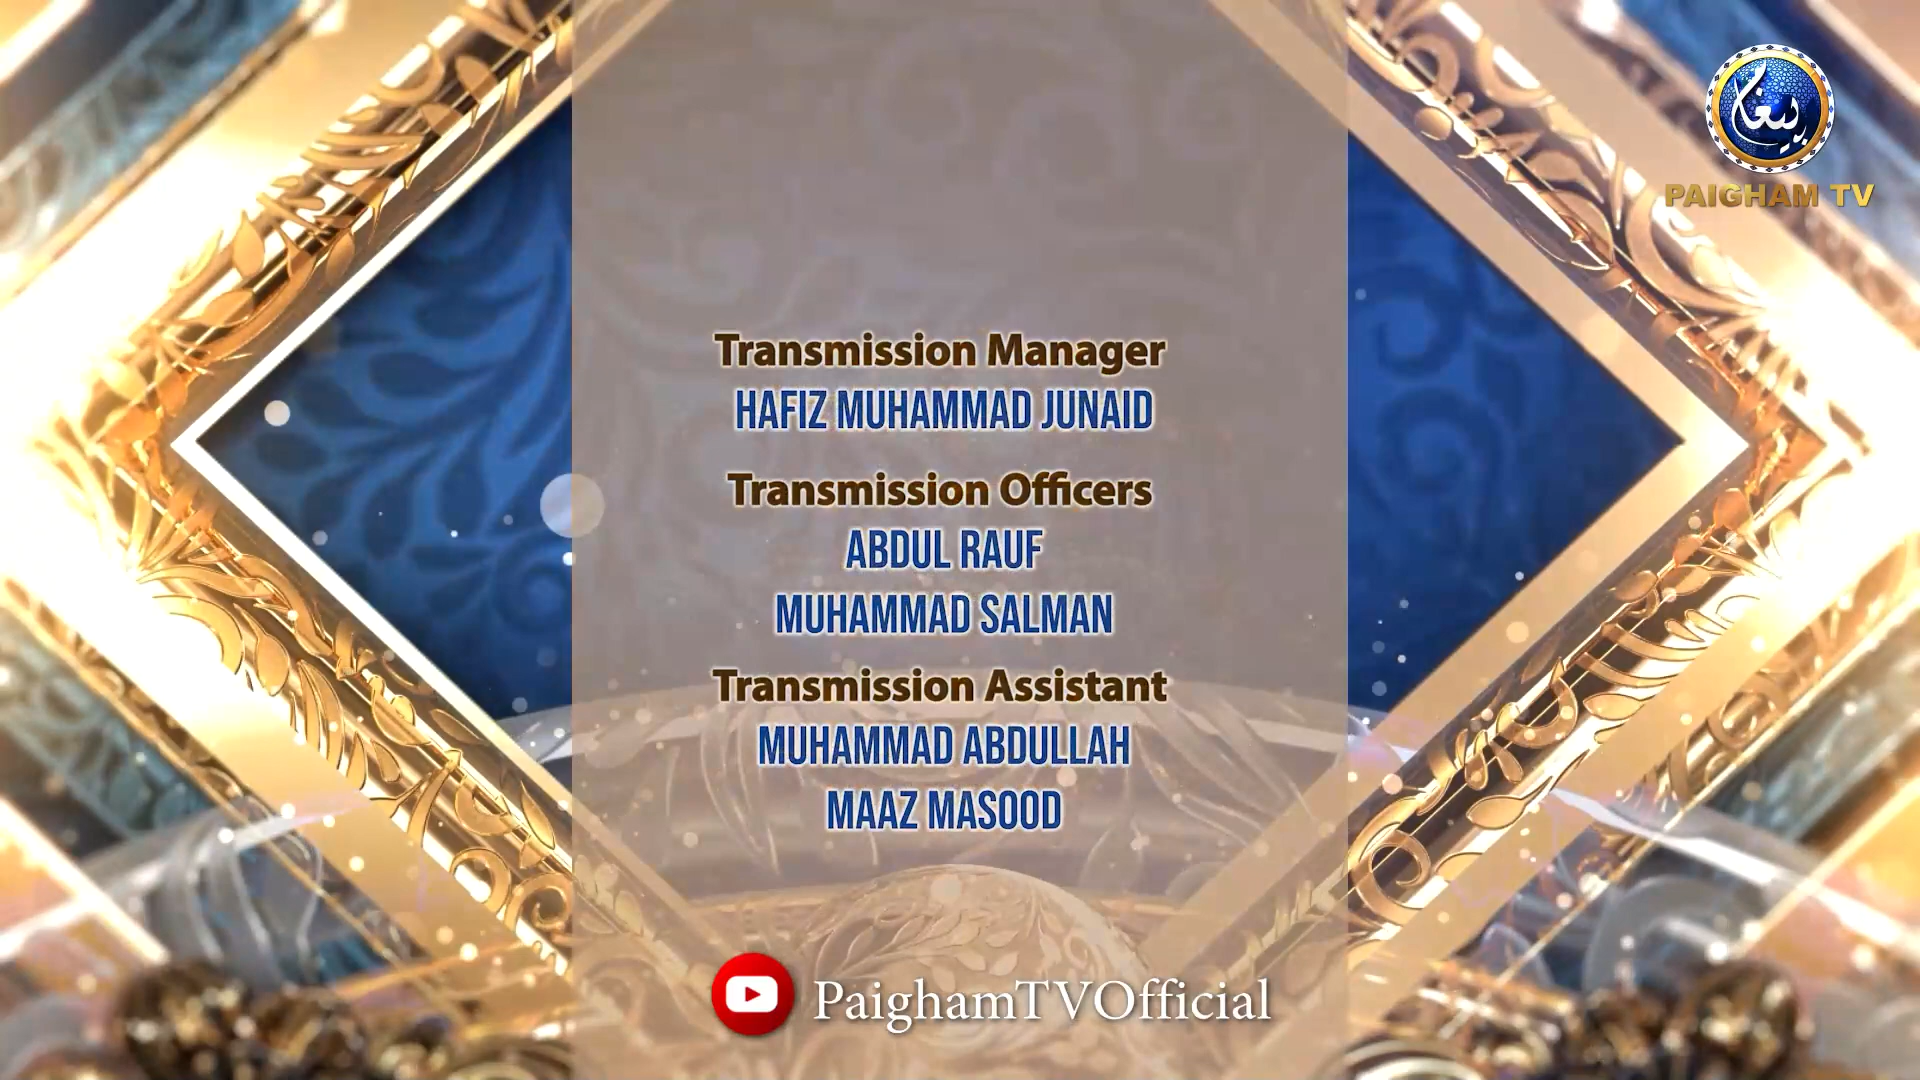 پیغام
PAIGHAM TV
Transmission Manager
HAFIZ MUHAMMAD JUNAID
Transmission Officers
ABDUL RAUF
MUHAMMAD SALMAN
Transmission Assistant
MUHAMMAD ABDULLAH
MAAZ MASOOD
PaighamTVOfficial